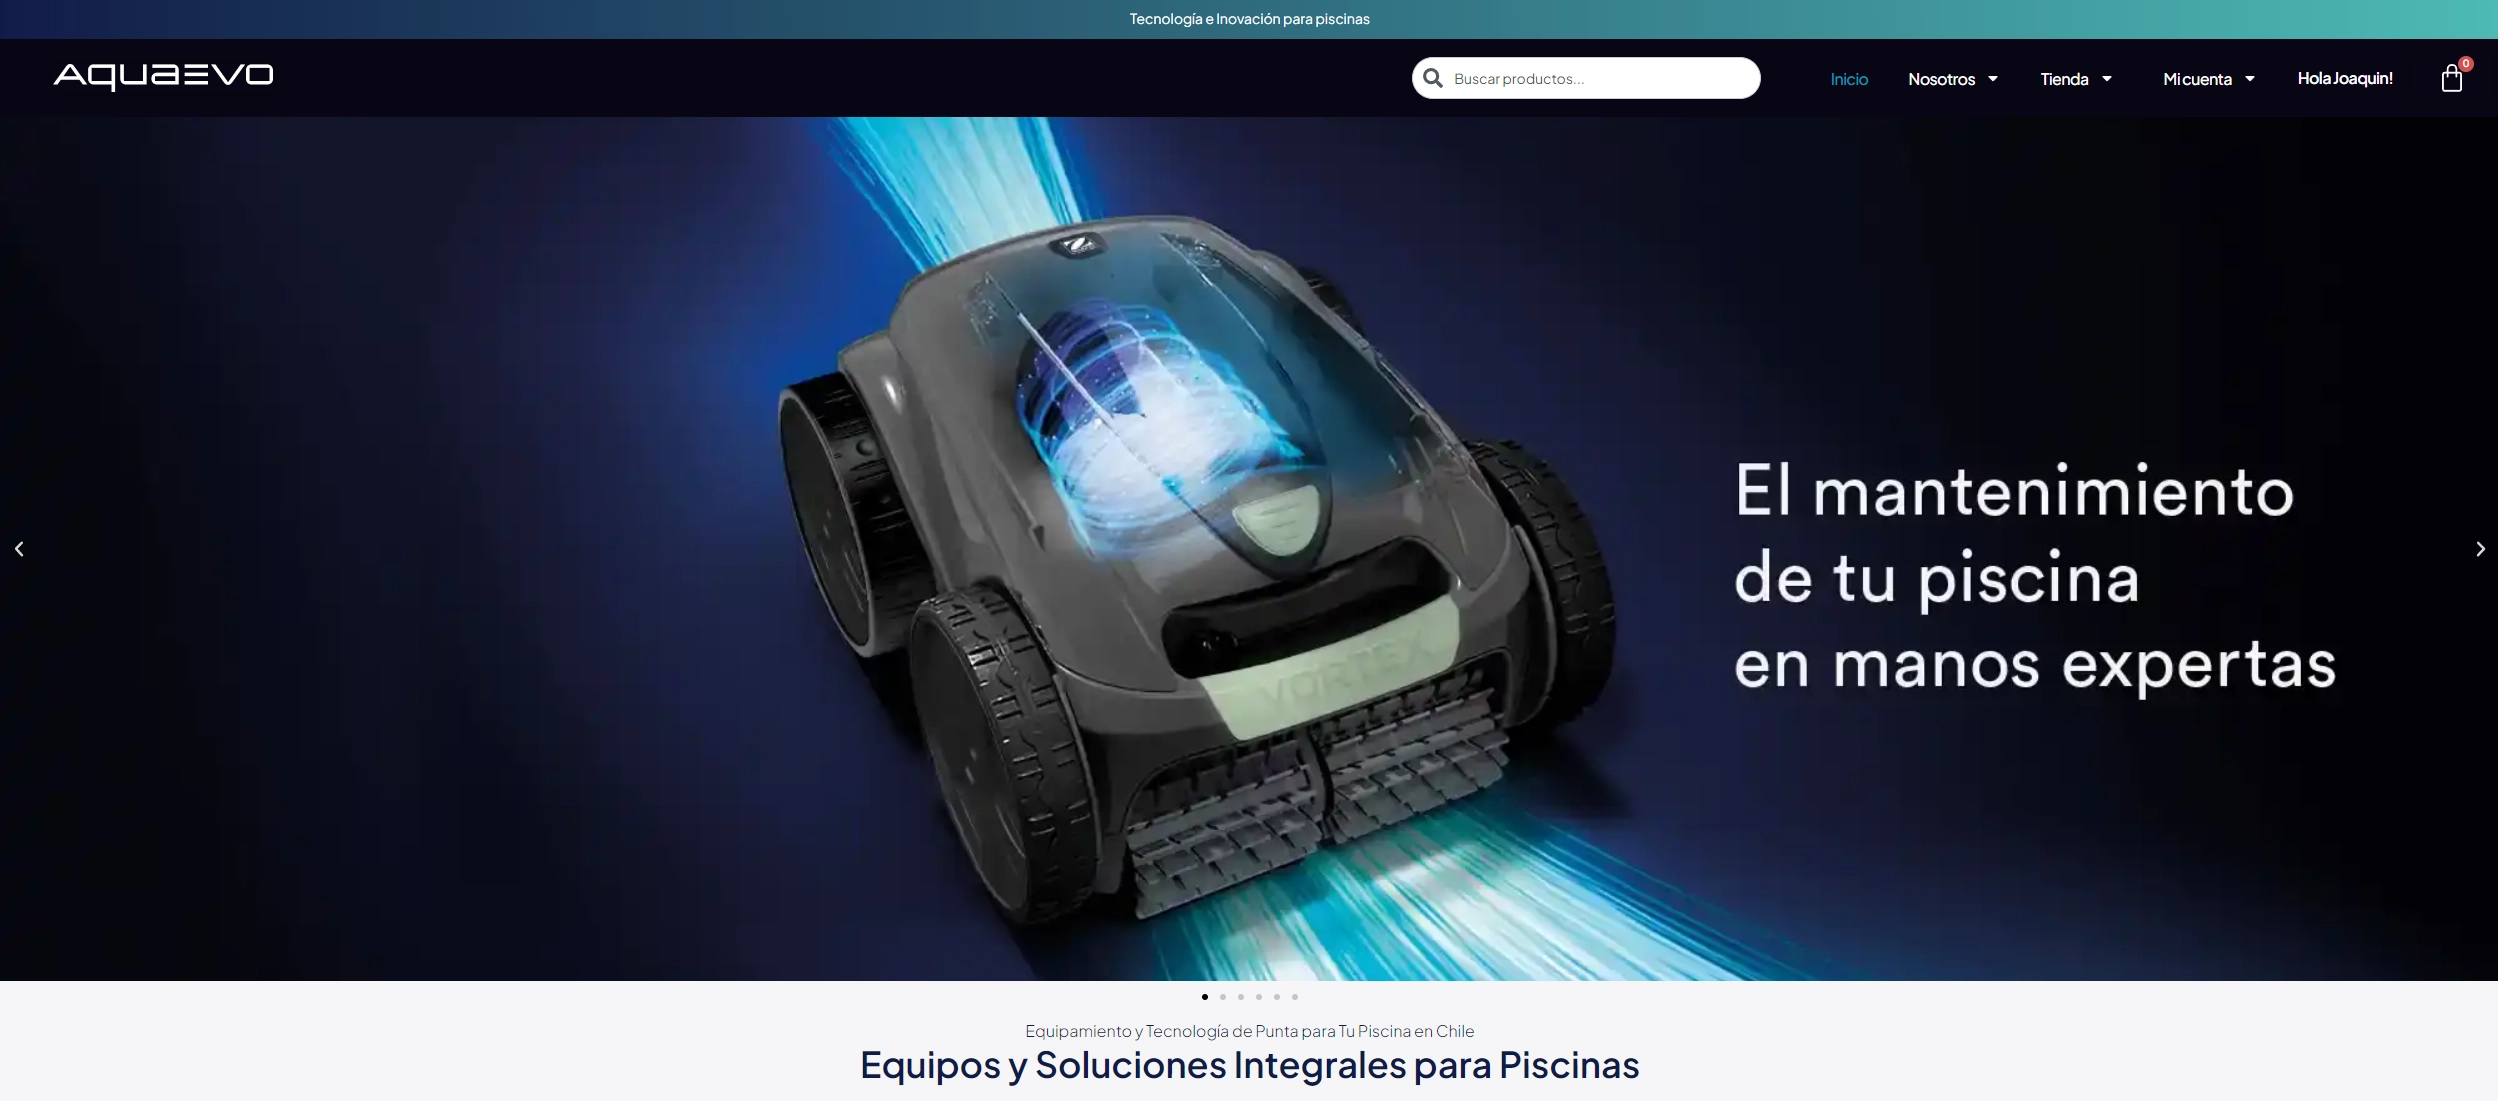 Tecnología e Inovación para piscinas
AQUAEVO
Buscar productos...
Inicio
Nosotros
Tienda
Mi cuenta
Hola Joaquin!
0
El mantenimiento
de tu piscina
en manos expertas
VORTEX
Equipamiento y Tecnología de Punta para Tu Piscina en Chile
Equipos y Soluciones Integrales para Piscinas